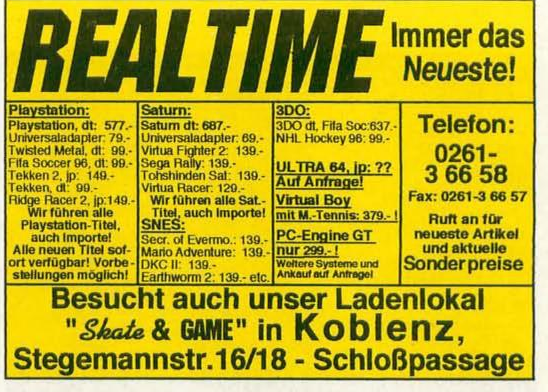 REALTIME
Immer das
Neueste!
Playstation:
Playstation, dt: 577.-
Universaladapter: 79.-
Twisted Metal, dt: 99.-
Fifa Soccer 96, dt: 99.-
Tekken 2, jp: 149.-
Tekken, dt: 99.-
Ridge Racer 2, jp:149.-
Wir führen alle
Playstation-Titel,
auch Importe!
Alle neuen Titel sof-
ort verfügbar! Vorbe-
stellungen möglich!
Saturn:
Saturn dt: 687.-
Universaladapter: 69.-
Virtua Fighter 2: 139.-
Sega Rally: 139.-
Tohshinden Sat: 139.-
Virtua Racer: 129.-
Wir führen alle Sat.-
Titel, auch Importe!
SNES:
Secr. of Evermo.: 139.-
Mario Adventure: 139.-
DKC II: 139.-
Earthworm 2: 139.- etc.
3DO:
3DO dt, Fifa Soc:637.-
NHL Hockey 96: 99.-
ULTRA 64, jp: ??
Auf Anfrage!
Virtual Boy
mit M.-Tennis: 379.- !
PC-Engine GT
nur 299.- !
Weitere Systeme und
Ankauf auf Anfrage!
Telefon:
0261-
3 66 58
Fax: 0261-3 66 57
Ruft an für
neueste Artikel
und aktuelle
Sonderpreise
Besucht auch unser Ladenlokal
"Skate & GAME" in Koblenz,
Stegemannstr.16/18 - Schloßpassage